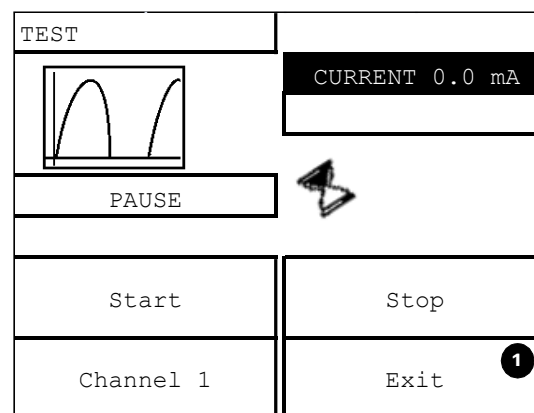 TEST
CURRENT 0.0 mA
PAUSE
Start
Stop
Channel 1
Exit
1